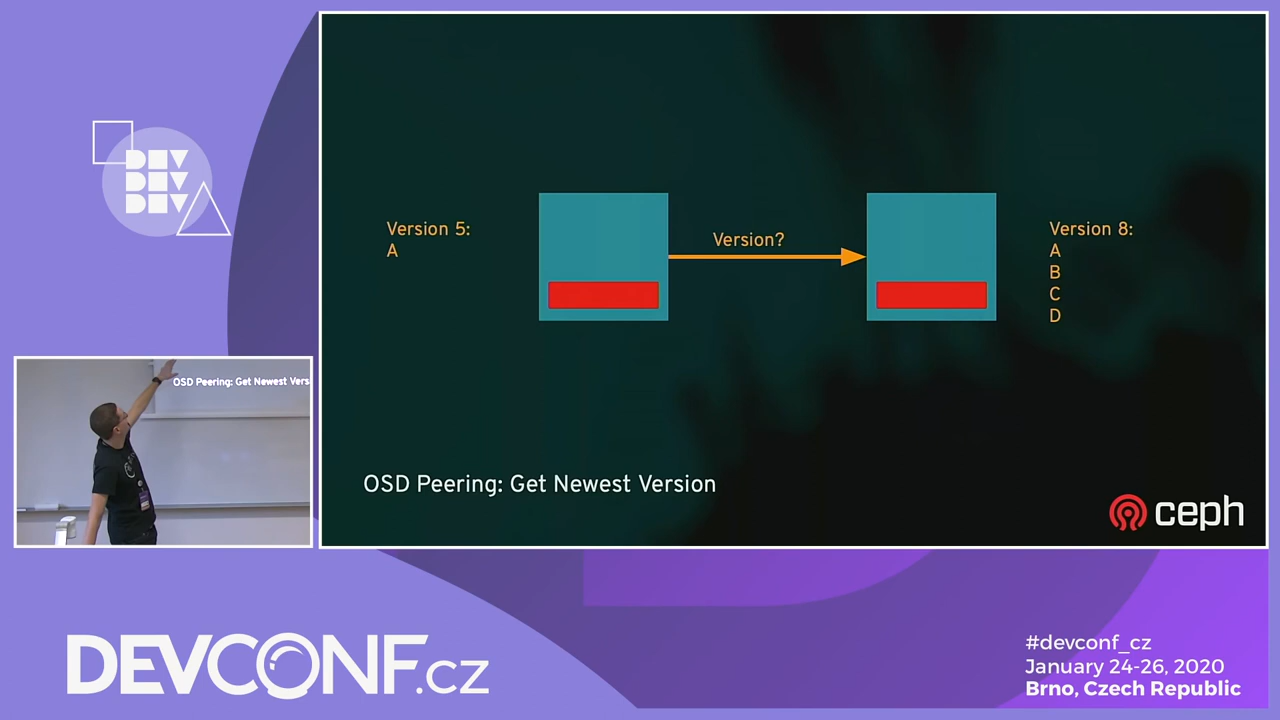 DEV
DEV
DEV
Version 5:
A
Version?
Version 8:
A
B
C
D
OSD Peering: Get Newest Version
ceph
OSD Peering: Get Newest Vers
DEVCONF.cz
#devconf_cz
January 24-26, 2020
Brno, Czech Republic